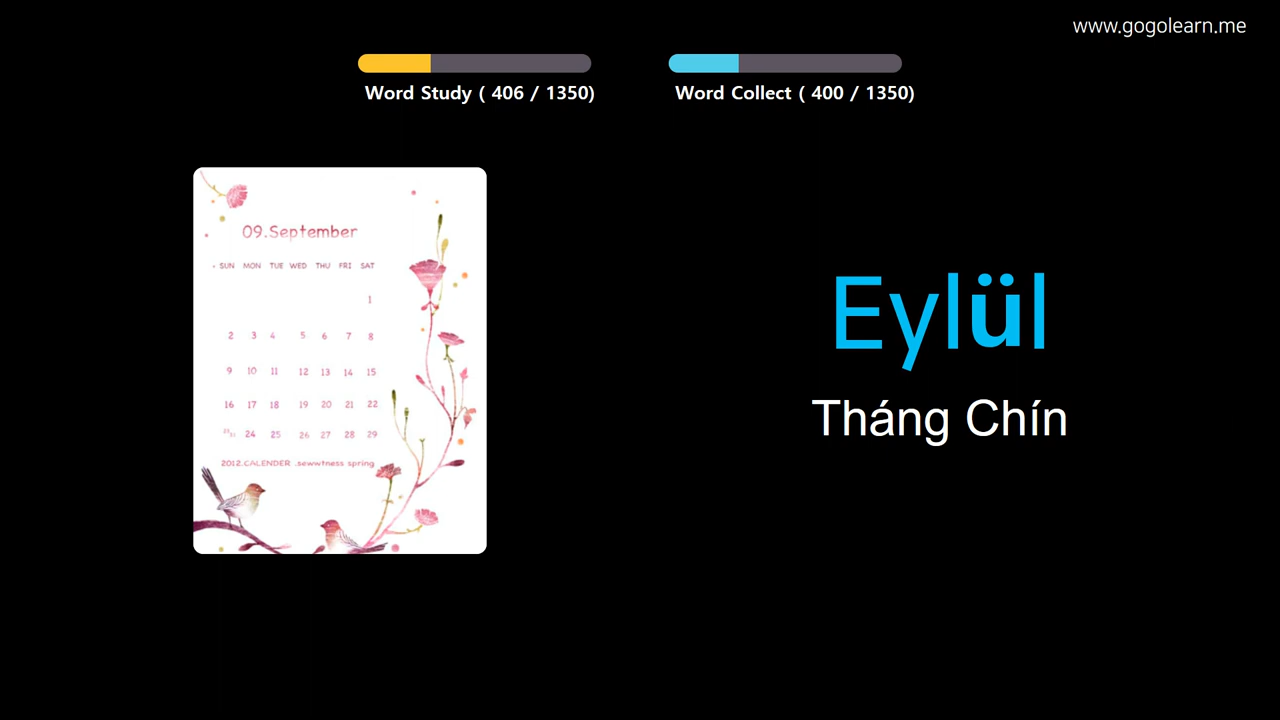 www.gogolearn.me
Word Study ( 406 / 1350)
Word Collect ( 400 / 1350)
09.September
SUN MON TUE WED THU FRI SAT
1
2 3 4 5 6 7 8
9 10 11 12 13 14 15
16 17 18 19 20 21 22
24 25 26 27 28 29
2012.CALENDER .sewwtness spring
Eylül
Tháng Chín